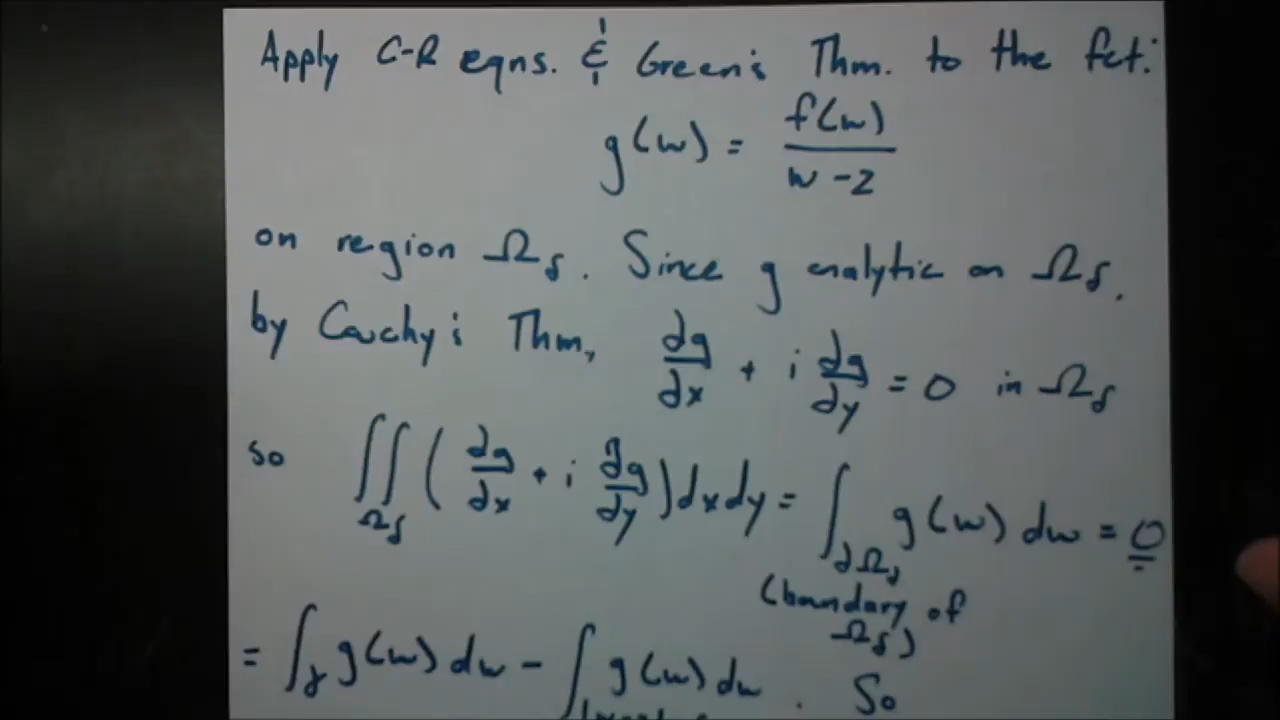 Apply C-R eqns. & Green's Thm. to the fct:
g(w) = f(w) / (w - z)
on region Ω_δ. Since g analytic on Ω_δ,
by Cauchy's Thm, ∂g/∂x + i ∂g/∂y = 0 in Ω_δ
so ∬_Ω_δ (∂g/∂x + i ∂g/∂y) dx dy = ∫_∂Ω_δ g(w) dw = 0
(boundary of
Ω_δ)
= ∫_γ g(w) dw - ∫ g(w) dw. So